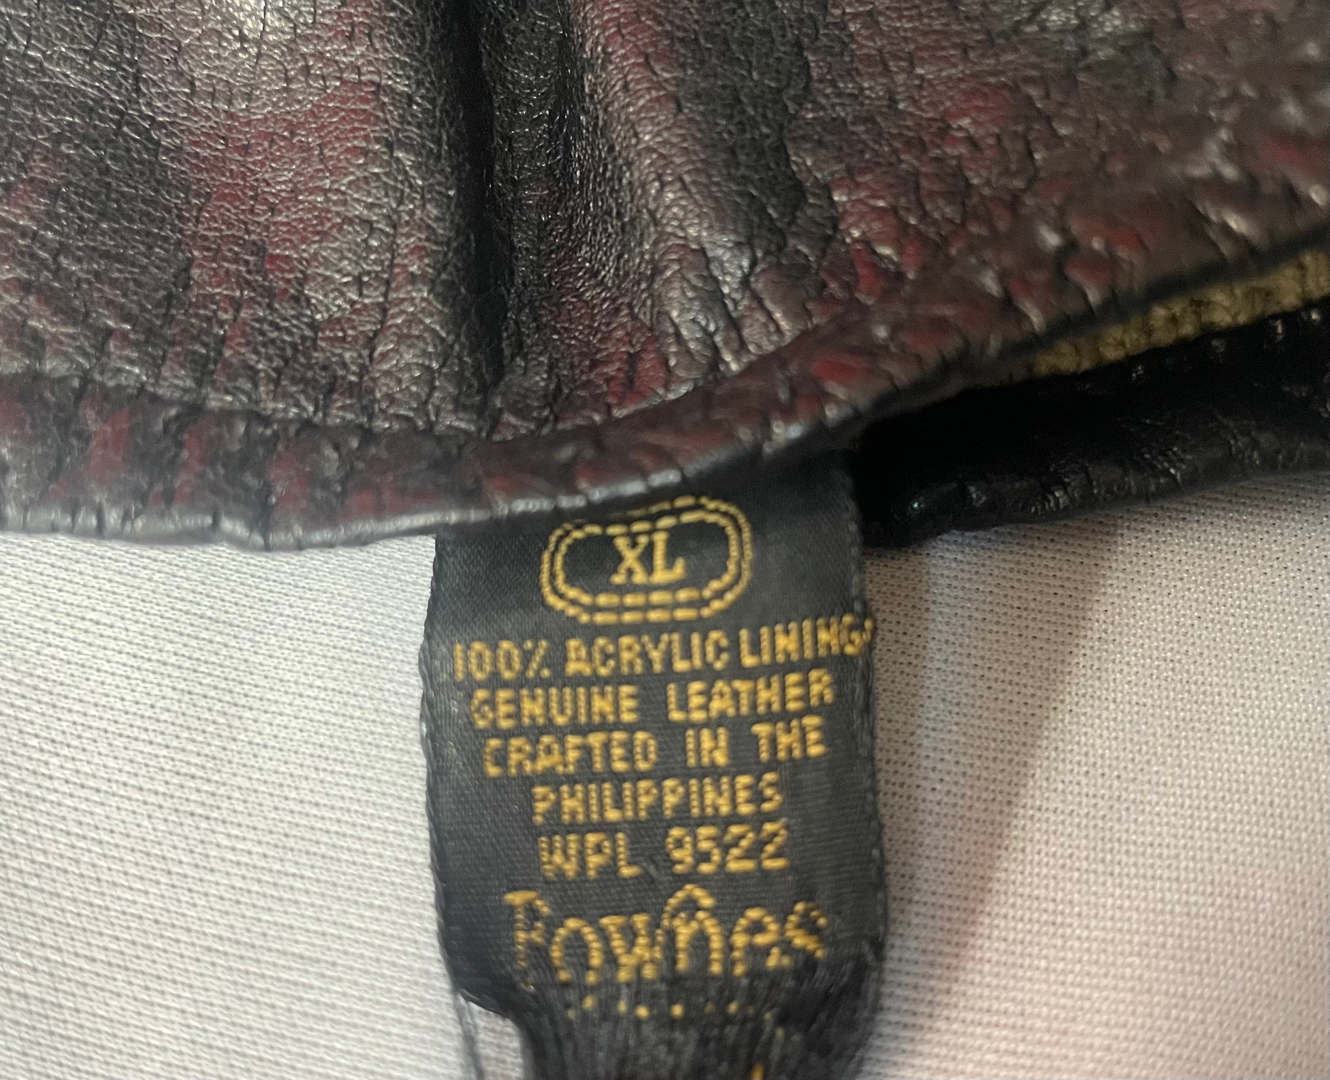 XL
100% ACRYLIC LINING
GENUINE LEATHER
CRAFTED IN THE
PHILIPPINES
WPL 9522
Fownes